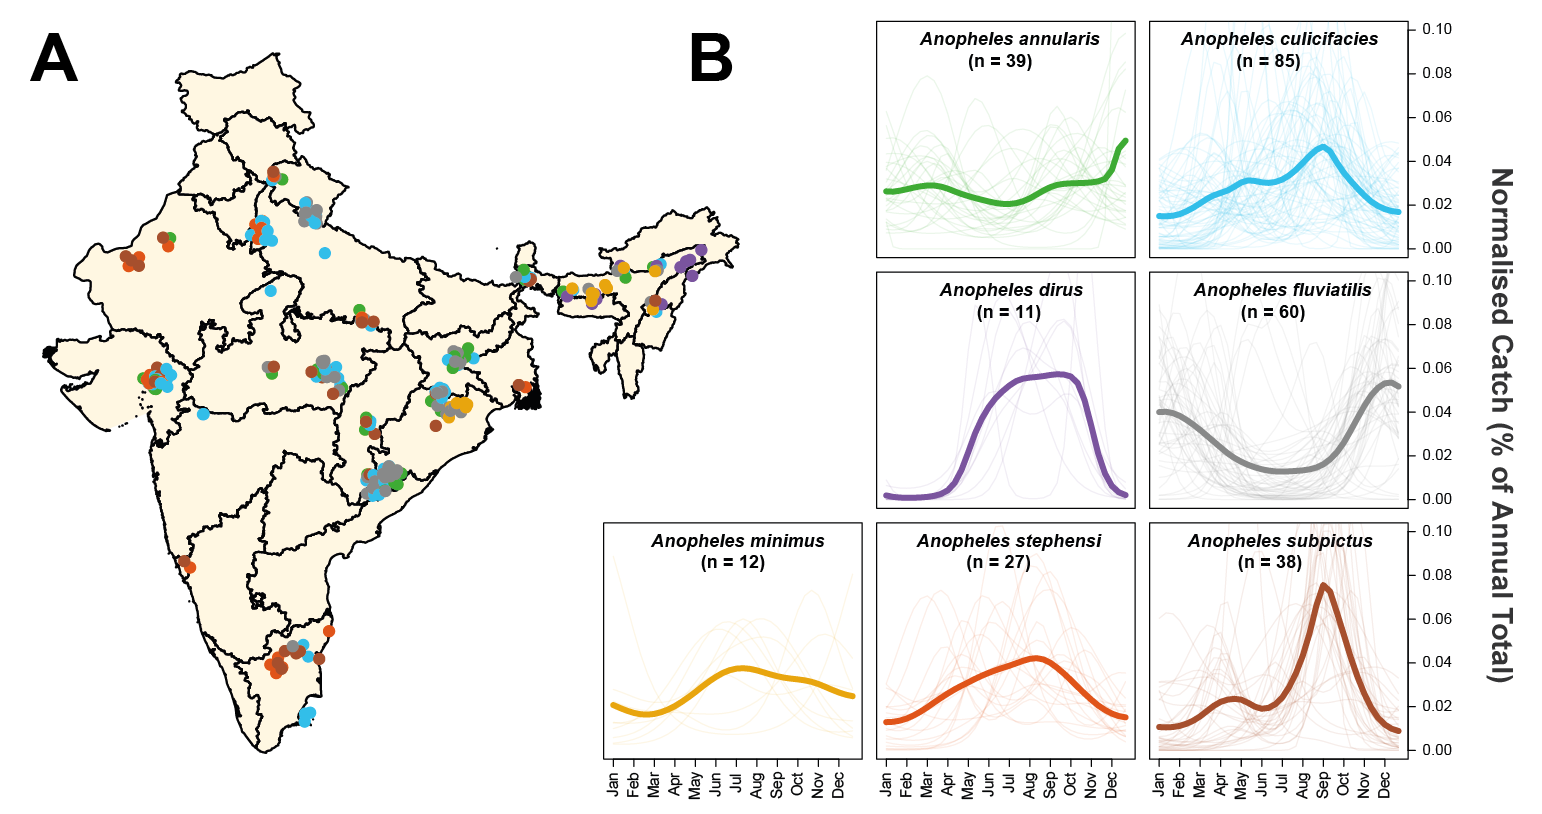 A
B
Anopheles annularis
(n = 39)
Anopheles culicifacies
(n = 85)
0.10
0.08
0.06
0.04
0.02
0.00
Anopheles dirus
(n = 11)
Anopheles fluviatilis
(n = 60)
0.10
0.08
0.06
0.04
0.02
0.00
Anopheles minimus
(n = 12)
Anopheles stephensi
(n = 27)
Anopheles subpictus
(n = 38)
0.10
0.08
0.06
0.04
0.02
0.00
Jan Feb Mar Apr May Jun Jul Aug Sep Oct Nov Dec
Jan Feb Mar Apr May Jun Jul Aug Sep Oct Nov Dec
Jan Feb Mar Apr May Jun Jul Aug Sep Oct Nov Dec
Normalised Catch (% of Annual Total)